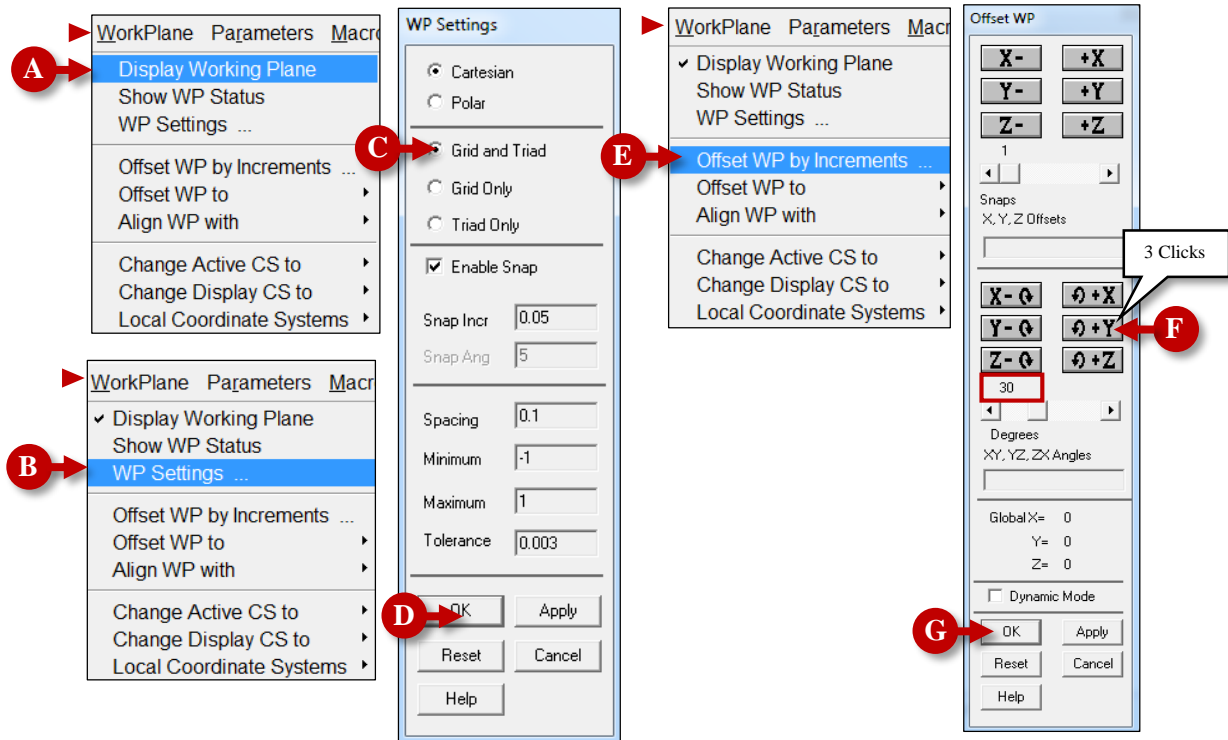 WorkPlane Parameters Macr
A
Display Working Plane
Show WP Status
WP Settings ...
Offset WP by Increments ...
Offset WP to
Align WP with
Change Active CS to
Change Display CS to
Local Coordinate Systems
WorkPlane Parameters Macr
Display Working Plane
Show WP Status
B
WP Settings ...
Offset WP by Increments ...
Offset WP to
Align WP with
Change Active CS to
Change Display CS to
Local Coordinate Systems
WP Settings
Cartesian
Polar
C
Grid and Triad
Grid Only
Triad Only
Enable Snap
Snap Incr 0.05
Snap Ang 5
Spacing 0.1
Minimum -1
Maximum 1
Tolerance 0.003
D
OK Apply
Reset Cancel
Help
WorkPlane Parameters Macr
Display Working Plane
Show WP Status
WP Settings ...
E
Offset WP by Increments ...
Offset WP to
Align WP with
Change Active CS to
Change Display CS to
Local Coordinate Systems
Offset WP
X- +X
Y- +Y
Z- +Z
1
Snaps
X, Y, Z Offsets
3 Clicks
X- +X
Y- +Y
F
Z- +Z
30
Degrees
XY, YZ, ZX Angles
Global X= 0
Y= 0
Z= 0
Dynamic Mode
G
OK Apply
Reset Cancel
Help